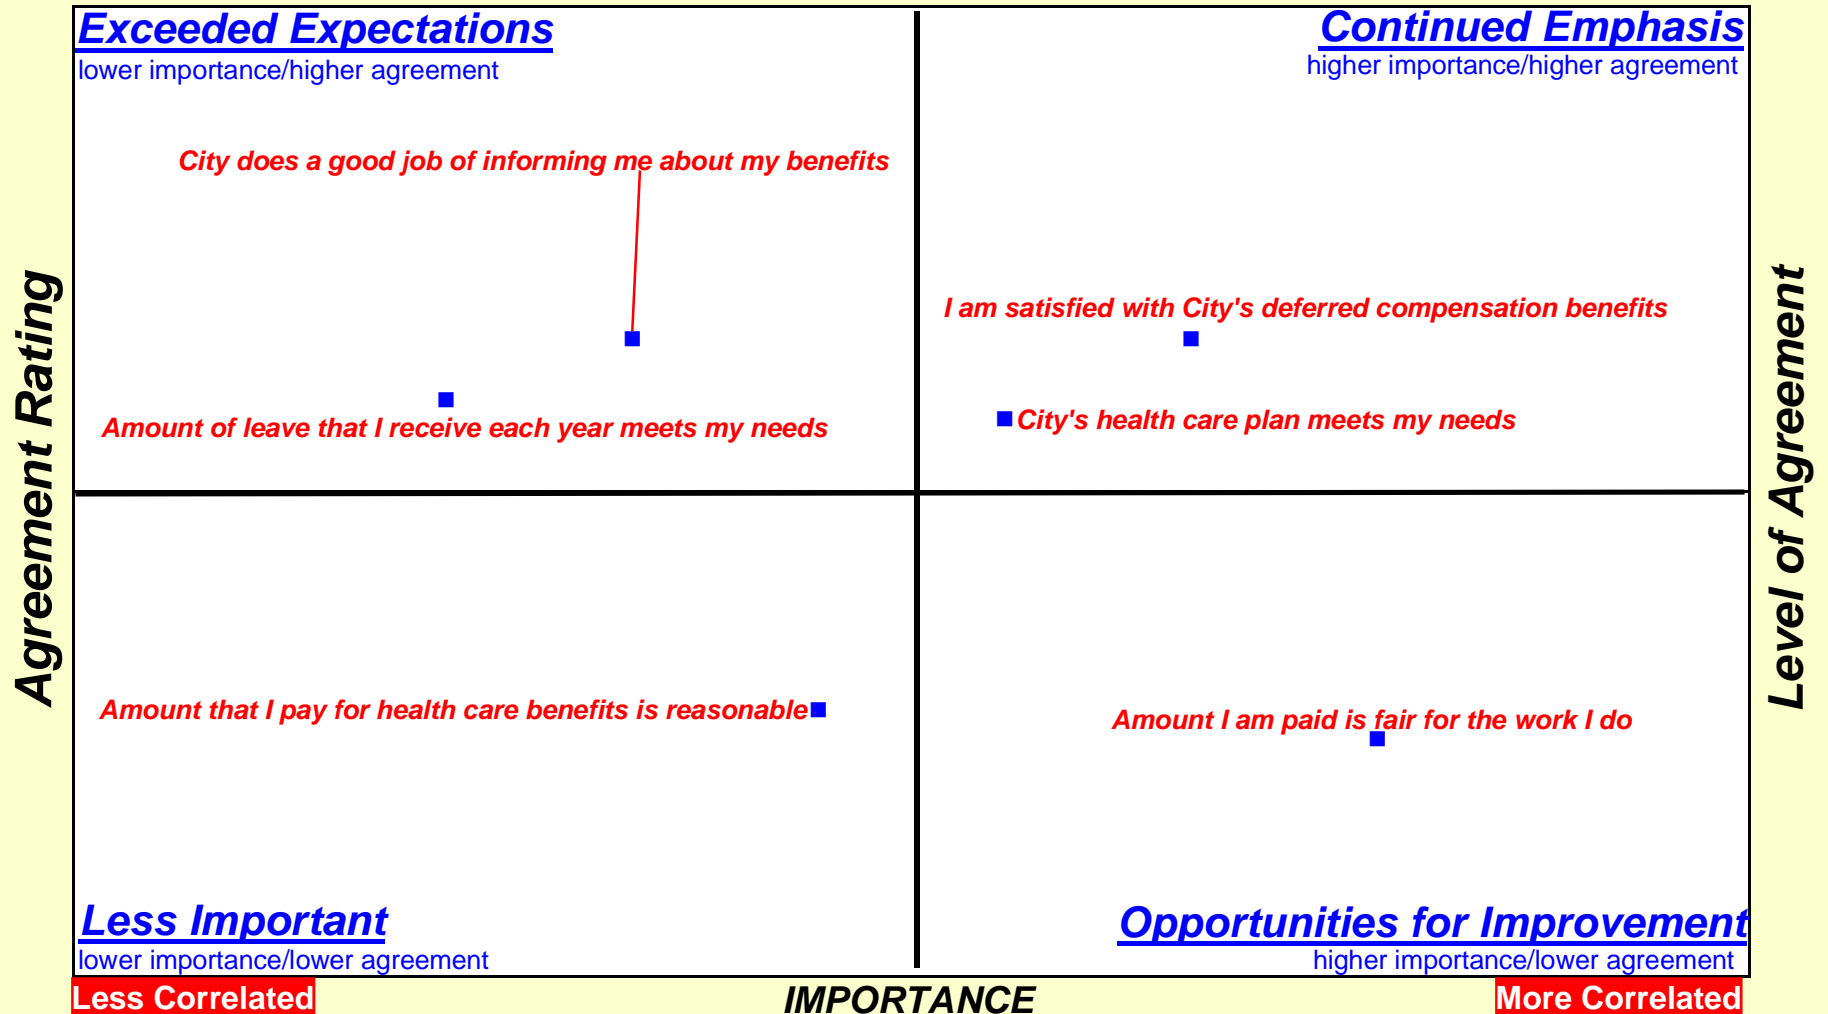 Exceeded Expectations
lower importance/higher agreement
Continued Emphasis
higher importance/higher agreement
City does a good job of informing me about my benefits
I am satisfied with City's deferred compensation benefits
Amount of leave that I receive each year meets my needs
City's health care plan meets my needs
Agreement Rating
Level of Agreement
Amount that I pay for health care benefits is reasonable
Amount I am paid is fair for the work I do
Less Important
lower importance/lower agreement
Opportunities for Improvement
higher importance/lower agreement
Less Correlated
IMPORTANCE
More Correlated